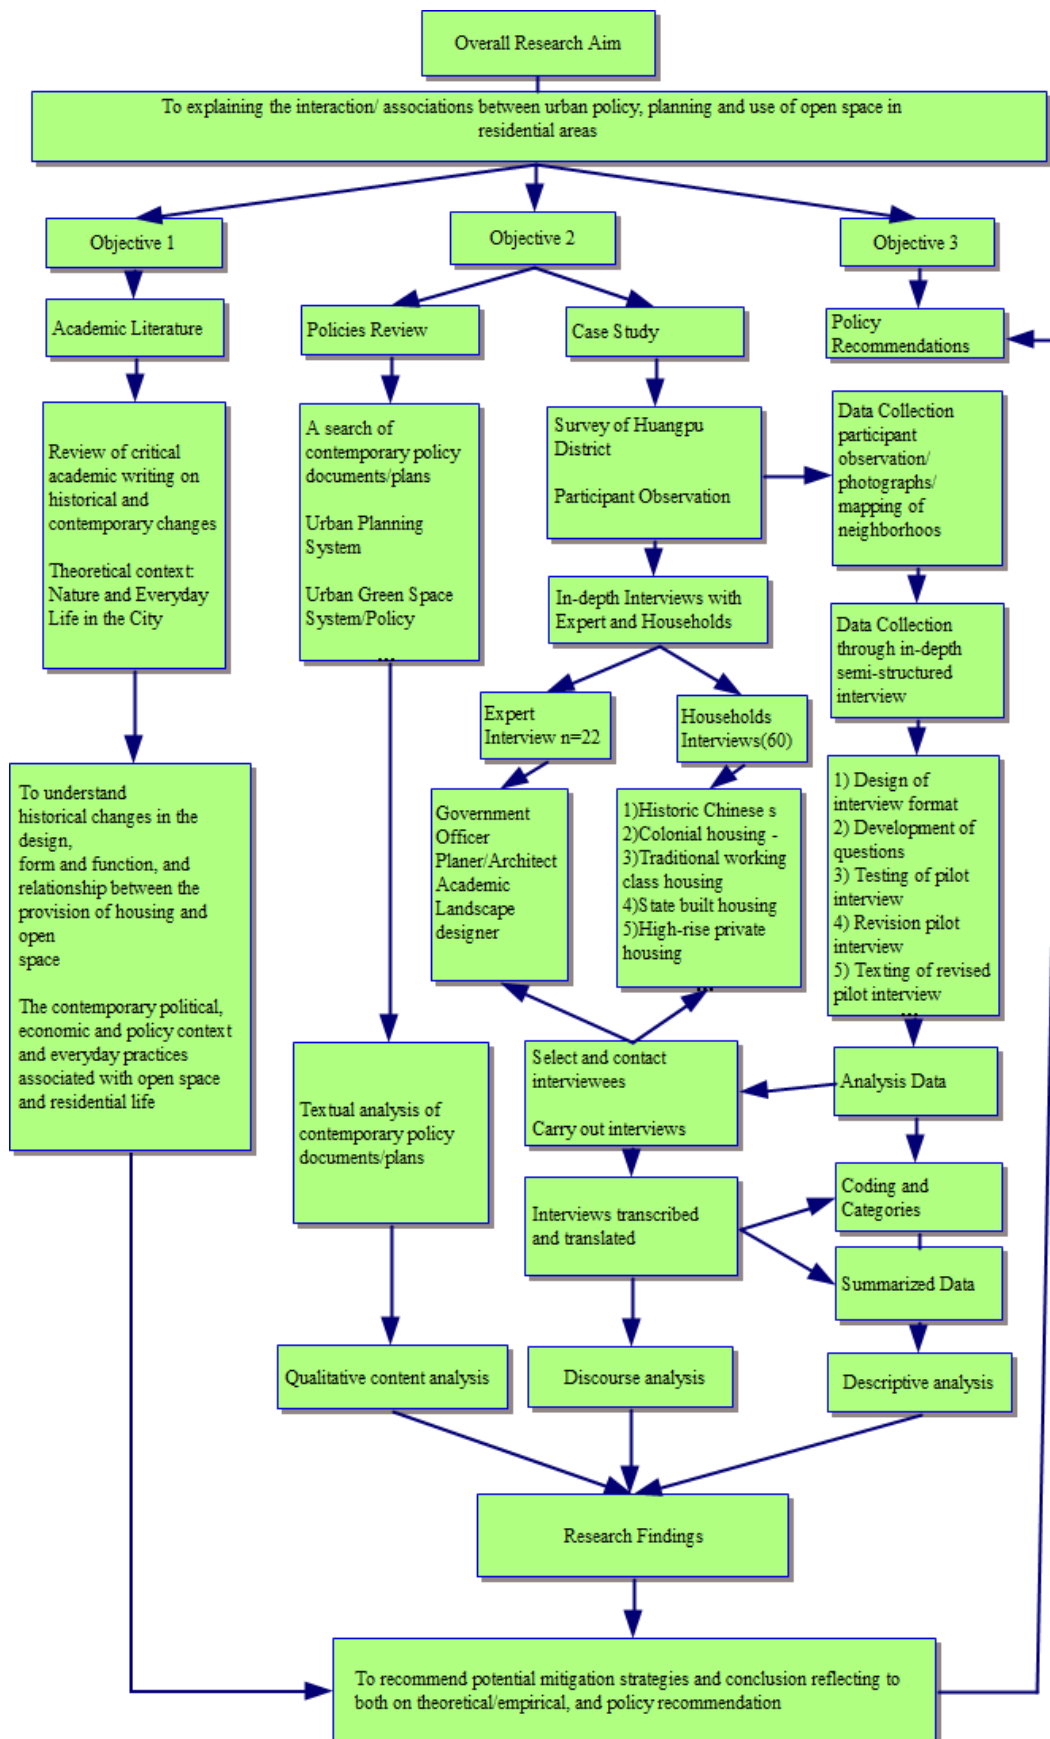 Overall Research Aim
To explaining the interaction/ associations between urban policy, planning and use of open space in
residential areas
Objective 1
Objective 2
Objective 3
Academic Literature
Policies Review
Case Study
Policy
Recommendations
Review of critical
academic writing on
historical and
contemporary changes
Theoretical context:
Nature and Everyday
Life in the City
A search of
contemporary policy
documents/plans
Urban Planning
System
Urban Green Space
System/Policy
...
Survey of Huangpu
District
Participant Observation
Data Collection
participant
observation/
photographs/
mapping of
neighborhoos
In-depth Interviews with
Expert and Households
Data Collection
through in-depth
semi-structured
interview
Expert
Interview n=22
Households
Interviews(60)
To understand
historical changes in the
design,
form and function, and
relationship between the
provision of housing and
open
space
The contemporary political,
economic and policy context
and everyday practices
associated with open space
and residential life
Government
Officer
Planer/Architect
Academic
Landscape
designer
1)Historic Chinese s
2)Colonial housing -
3)Traditional working
class housing
4)State built housing
5)High-rise private
housing
...
1) Design of
interview format
2) Development of
questions
3) Testing of pilot
interview
4) Revision pilot
interview
5) Texting of revised
pilot interview
...
Textual analysis of
contemporary policy
documents/plans
Select and contact
interviewees
Carry out interviews
Analysis Data
Interviews transcribed
and translated
Coding and
Categories
Summarized Data
Qualitative content analysis
Discourse analysis
Descriptive analysis
Research Findings
To recommend potential mitigation strategies and conclusion reflecting to
both on theoretical/empirical, and policy recommendation